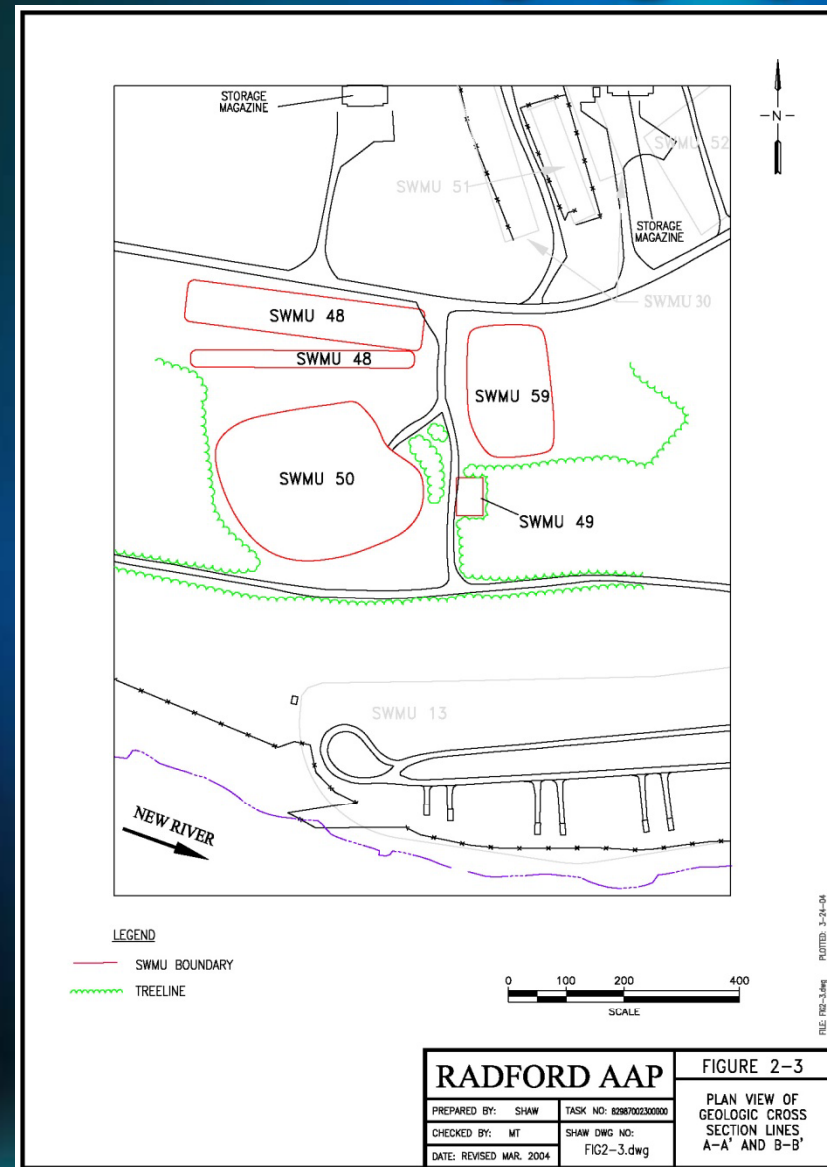 STORAGE
MAGAZINE
-N-
SWMU 52
SWMU 51
STORAGE
MAGAZINE
SWMU 30
SWMU 48
SWMU 48
SWMU 59
SWMU 50
SWMU 49
SWMU 13
NEW RIVER
LEGEND
SWMU BOUNDARY
TREELINE
0 100 200 400
SCALE
FILE: FIG2-3.dwg PLOTTED: 3-24-04
RADFORD AAP
PREPARED BY: SHAW
TASK NO: 82987002300800
CHECKED BY: MT
SHAW DWG NO:
FIG2-3.dwg
DATE: REVISED MAR. 2004
FIGURE 2-3
PLAN VIEW OF
GEOLOGIC CROSS
SECTION LINES
A-A' AND B-B'